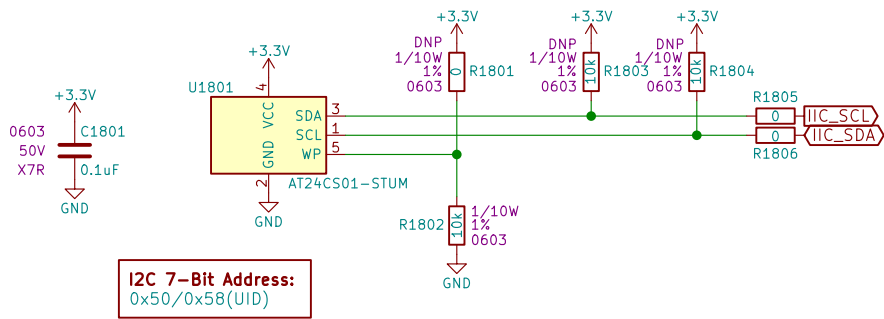 +3.3V
0603
50V
X7R
C1801
0.1uF
GND
+3.3V
U1801
4
VCC
GND
SDA
SCL
WP
3
1
5
2
AT24CS01-STUM
GND
+3.3V
DNP
1/10W
1%
0603
0
R1801
+3.3V
DNP
1/10W
1%
0603
10k
R1803
+3.3V
DNP
1/10W
1%
0603
10k
R1804
R1805
0
IIC_SCL
0
IIC_SDA
R1806
R1802
10k
1/10W
1%
0603
GND
I2C 7-Bit Address:
0x50/0x58(UID)